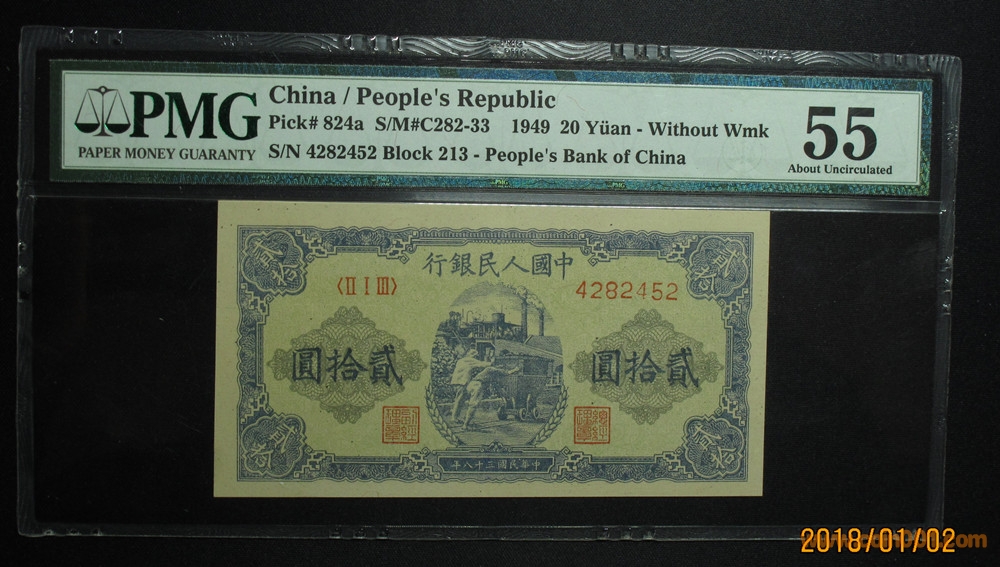 China / People's Republic
PMG
Pick# 824a S/M#C282-33 1949 20 Yüan - Without Wmk
55
PAPER MONEY GUARANTY
S/N 4282452 Block 213 - People's Bank of China
About Uncirculated
PMG
行銀民人國中
〈II I III〉
4282452
圓拾貳
圓拾貳
年八十三國民華中
2018/01/02